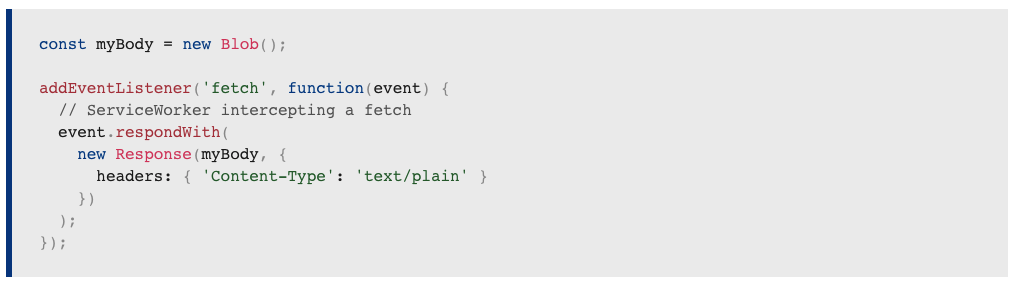 const myBody = new Blob();

addEventListener('fetch', function(event) {
  // ServiceWorker intercepting a fetch
  event.respondWith(
    new Response(myBody, {
      headers: { 'Content-Type': 'text/plain' }
    })
  );
});